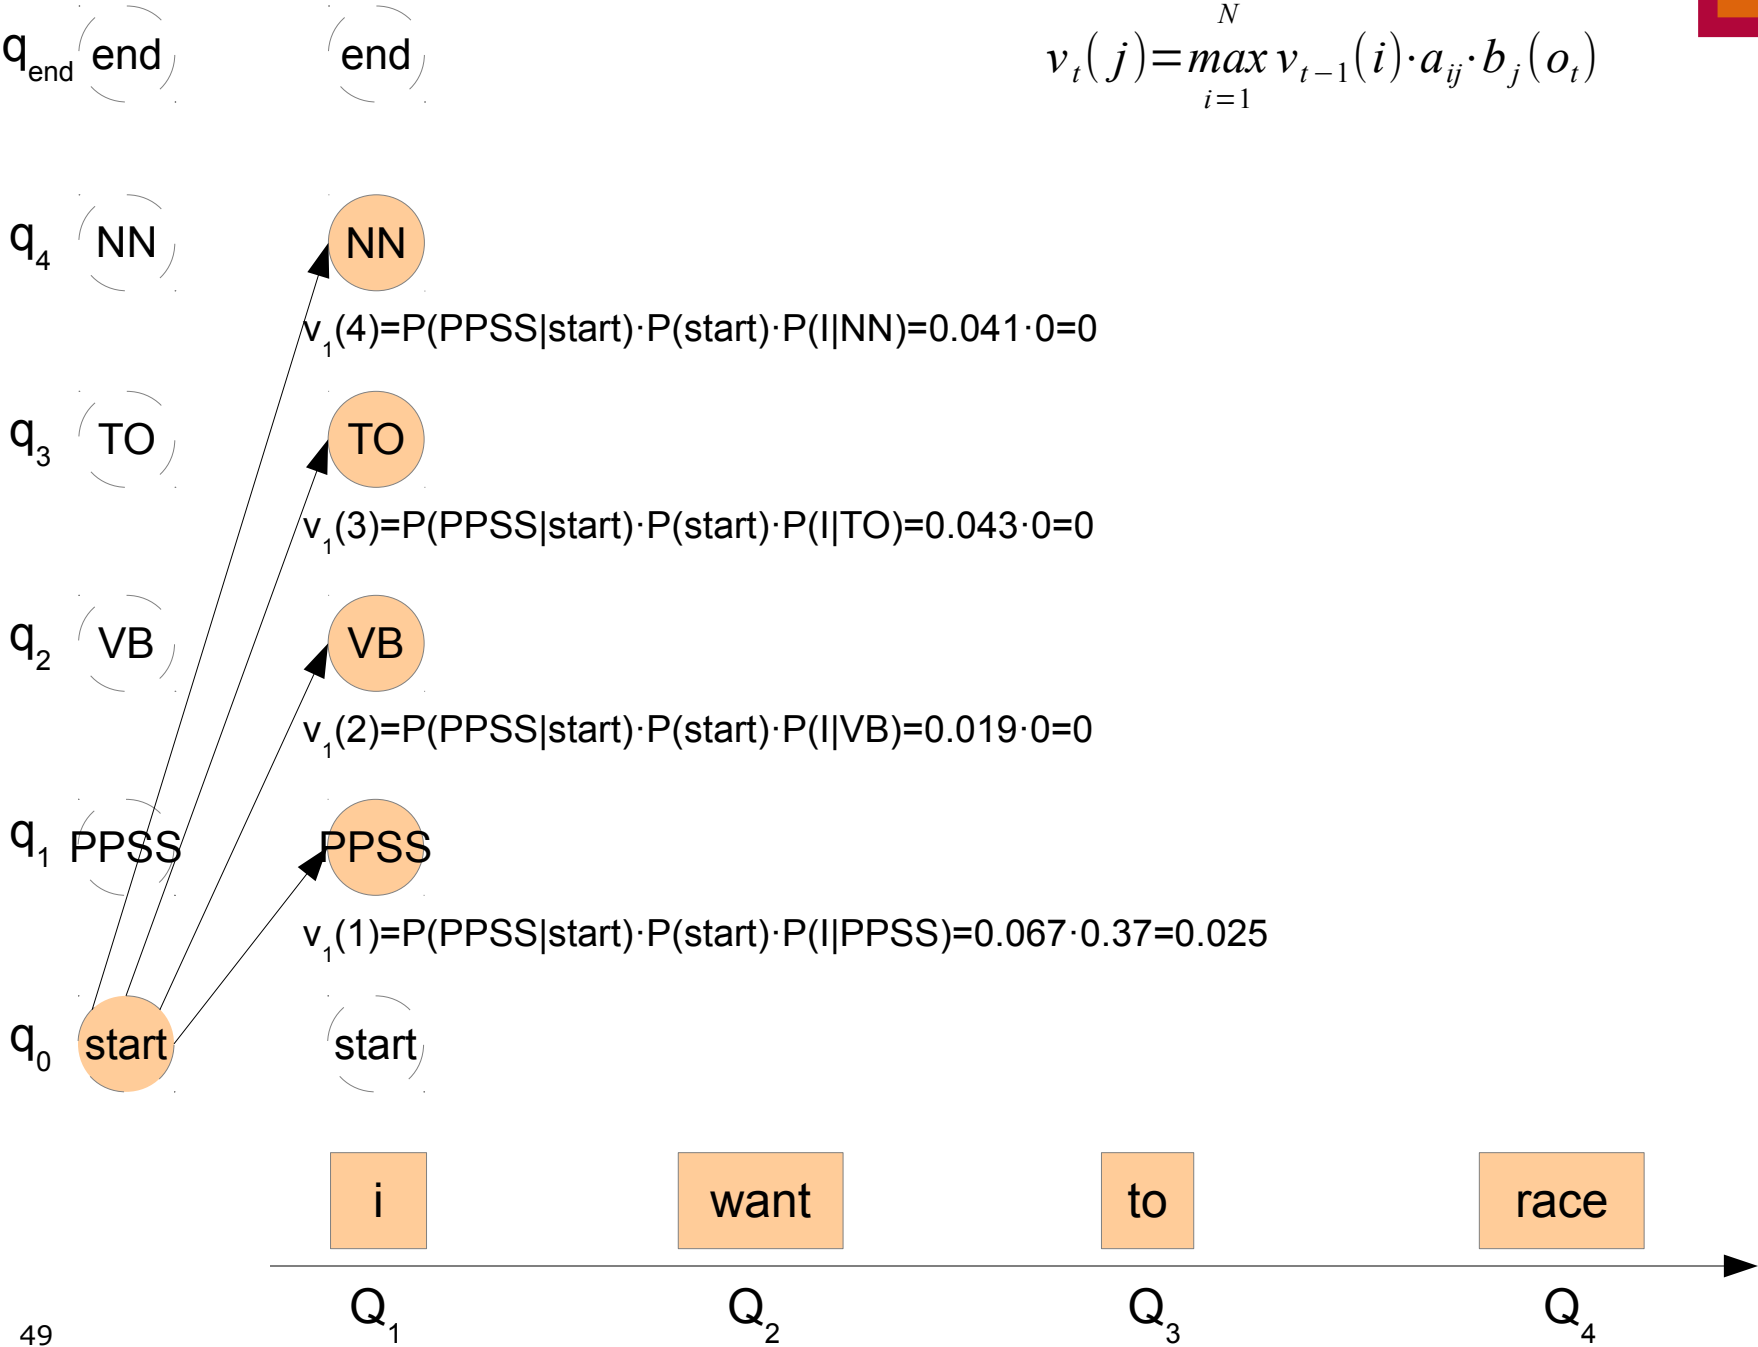 q_end end end
v_t(j)=max_{i=1}^{N} v_{t-1}(i)·a_{ij}·b_j(o_t)
q_4 NN NN
v_1(4)=P(PPSS|start)·P(start)·P(I|NN)=0.041·0=0
q_3 TO TO
v_1(3)=P(PPSS|start)·P(start)·P(I|TO)=0.043·0=0
q_2 VB VB
v_1(2)=P(PPSS|start)·P(start)·P(I|VB)=0.019·0=0
q_1 PPSS PPSS
v_1(1)=P(PPSS|start)·P(start)·P(I|PPSS)=0.067·0.37=0.025
q_0 start start
i want to race
Q_1 Q_2 Q_3 Q_4
49